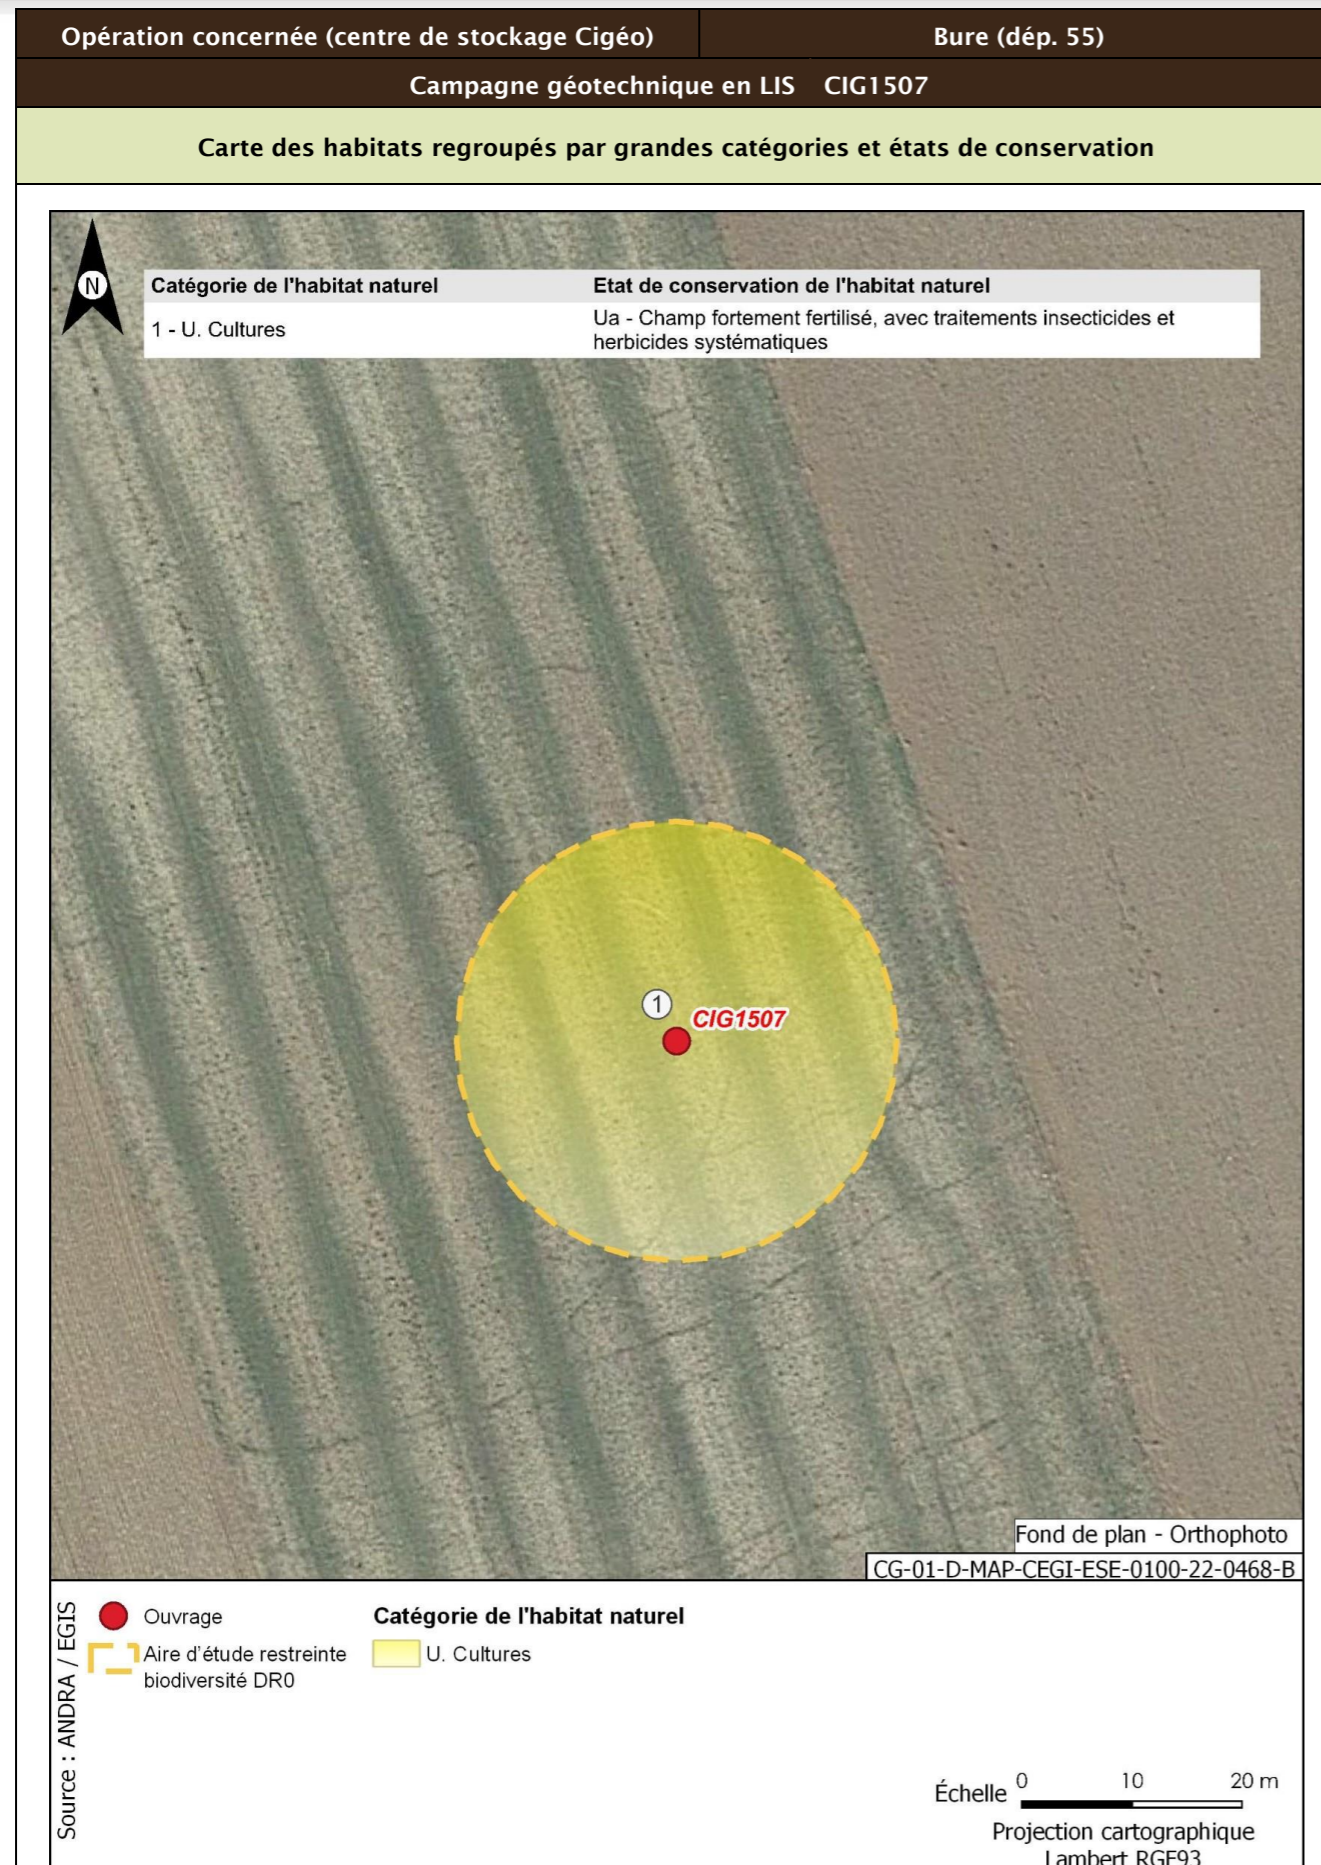 Opération concernée (centre de stockage Cigéo) Bure (dép. 55)
Campagne géotechnique en LIS CIG1507
Carte des habitats regroupés par grandes catégories et états de conservation
N
Catégorie de l'habitat naturel Etat de conservation de l'habitat naturel
1 - U. Cultures Ua - Champ fortement fertilisé, avec traitements insecticides et
herbicides systématiques
1
CIG1507
Fond de plan - Orthophoto
CG-01-D-MAP-CEGI-ESE-0100-22-0468-B
Source : ANDRA / EGIS
Ouvrage
Aire d'étude restreinte
biodiversité DR0
Catégorie de l'habitat naturel
U. Cultures
Échelle 0 10 20 m
Projection cartographique
Lambert RGF93